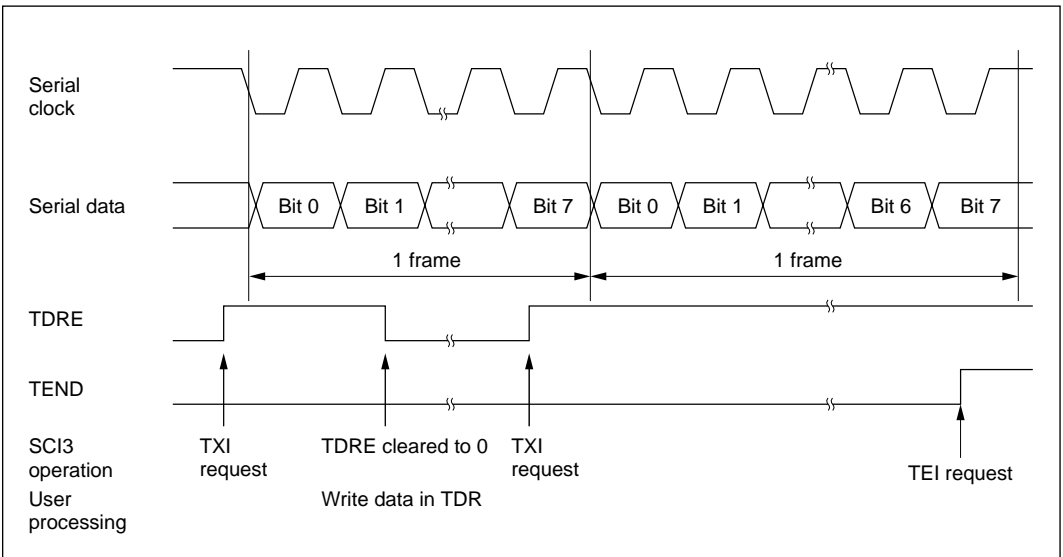 Serial
clock
Serial data
Bit 0
Bit 1
Bit 7
Bit 0
Bit 1
Bit 6
Bit 7
1 frame
1 frame
TDRE
TEND
SCI3
operation
TXI
request
TDRE cleared to 0
TXI
request
TEI request
User
processing
Write data in TDR